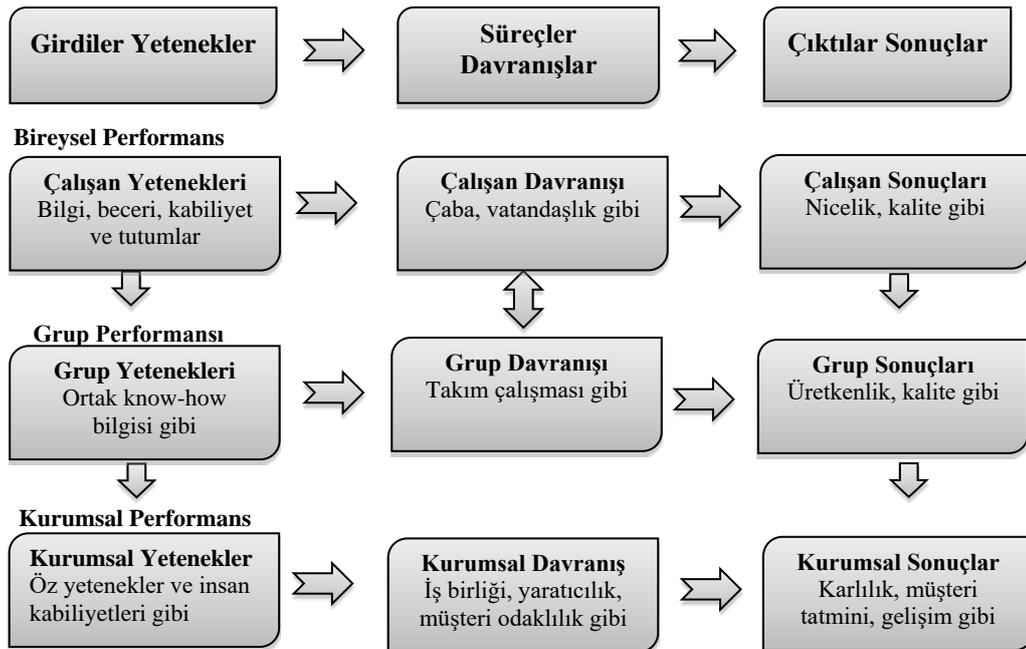 Girdiler Yetenekler
Süreçler
Davranışlar
Çıktılar Sonuçlar
Bireysel Performans
Çalışan Yetenekleri
Bilgi, beceri, kabiliyet
ve tutumlar
Çalışan Davranışı
Çaba, vatandaşlık gibi
Çalışan Sonuçları
Nicelik, kalite gibi
Grup Performansı
Grup Yetenekleri
Ortak know-how
bilgisi gibi
Grup Davranışı
Takım çalışması gibi
Grup Sonuçları
Üretkenlik, kalite gibi
Kurumsal Performans
Kurumsal Yetenekler
Öz yetenekler ve insan
kabiliyetleri gibi
Kurumsal Davranış
İş birliği, yaratıcılık,
müşteri odaklılık gibi
Kurumsal Sonuçlar
Karlılık, müşteri
tatmini, gelişim gibi